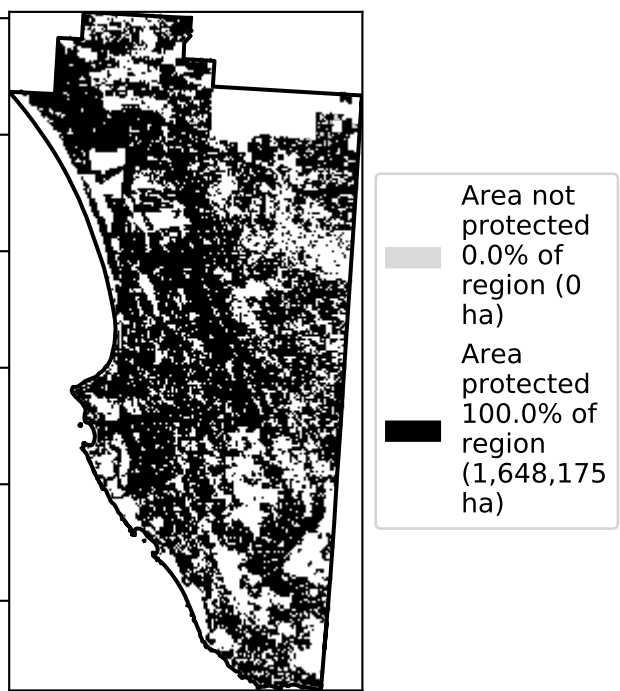 Area not
protected
0.0% of
region (0
ha)
Area
protected
100.0% of
region
(1,648,175
ha)